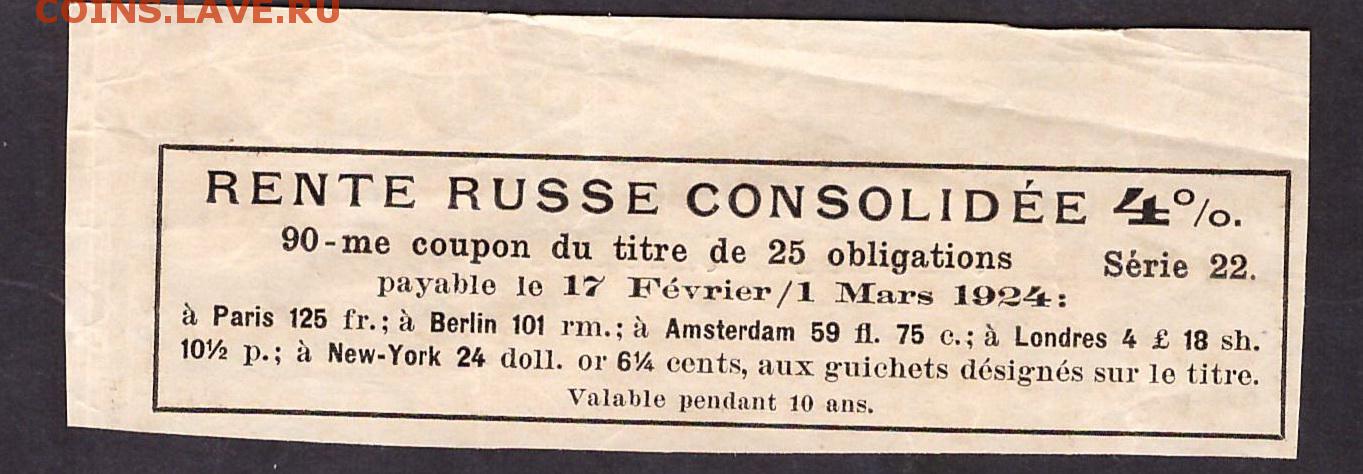 COINS.LAVE.RU
RENTE RUSSE CONSOLIDÉE 4%.
90-me coupon du titre de 25 obligations Série 22.
payable le 17 Février/1 Mars 1924:
à Paris 125 fr.; à Berlin 101 rm.; à Amsterdam 59 fl. 75 c.; à Londres 4 £ 18 sh.
10½ p.; à New-York 24 doll. or 6¼ cents, aux guichets désignés sur le titre.
Valable pendant 10 ans.